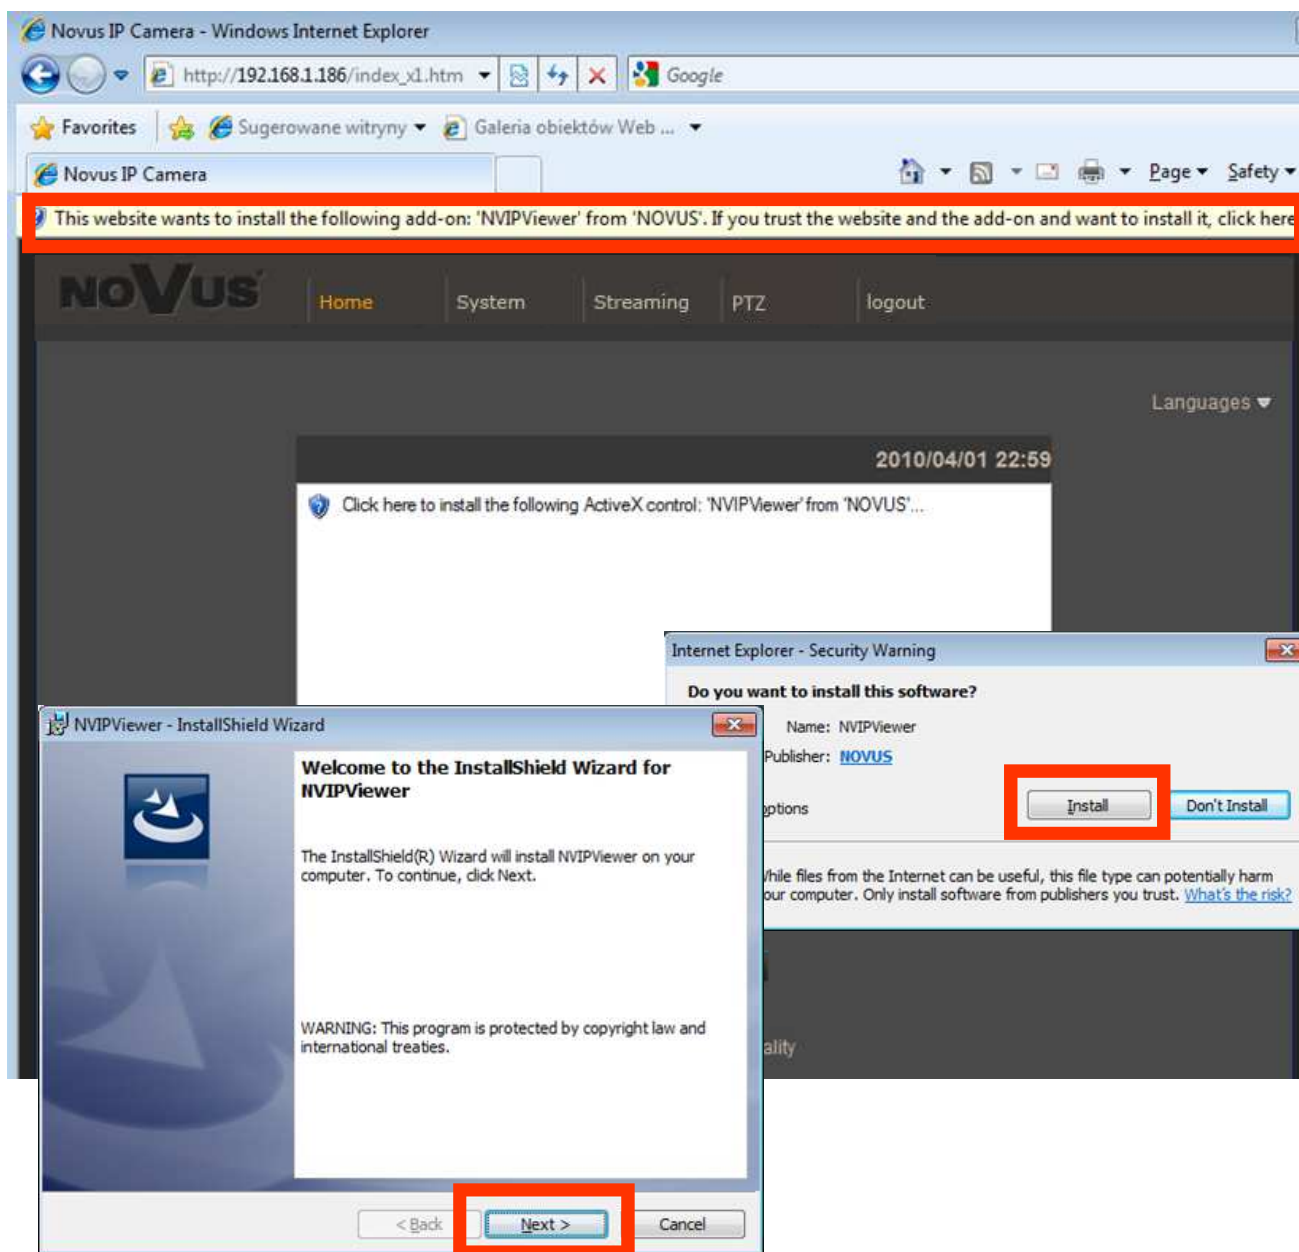 Novus IP Camera - Windows Internet Explorer
http://192.168.1.186/index_x1.htm
Google
Favorites
Sugerowane witryny
Galeria obiektów Web ...
Novus IP Camera
Page
Safety
This website wants to install the following add-on: 'NVIPViewer' from 'NOVUS'. If you trust the website and the add-on and want to install it, click here
NOVUS
Home
System
Streaming
PTZ
logout
Languages
2010/04/01 22:59
Click here to install the following ActiveX control: 'NVIPViewer' from 'NOVUS'...
Internet Explorer - Security Warning
Do you want to install this software?
Name: NVIPViewer
Publisher: NOVUS
options
Install
Don't Install
While files from the Internet can be useful, this file type can potentially harm
your computer. Only install software from publishers you trust. What's the risk?
NVIPViewer - InstallShield Wizard
Welcome to the InstallShield Wizard for
NVIPViewer
The InstallShield(R) Wizard will install NVIPViewer on your
computer. To continue, click Next.
WARNING: This program is protected by copyright law and
international treaties.
ality
< Back
Next >
Cancel